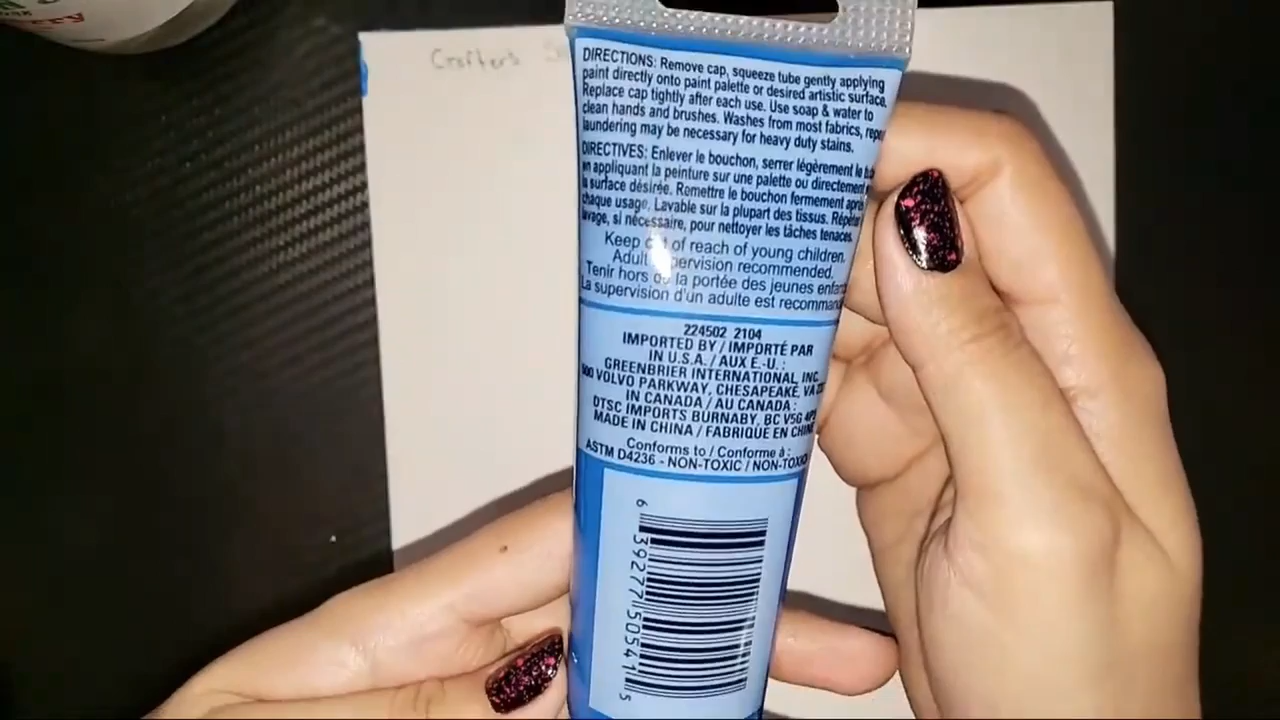 Crafter's
DIRECTIONS: Remove cap, squeeze tube gently applying
paint directly onto paint palette or desired artistic surface.
Replace cap tightly after each use. Use soap & water to
clean hands and brushes. Washes from most fabrics,
laundering may be necessary for heavy duty stains.
DIRECTIVES: Enlever le bouchon, serrer légèrement le
en appliquant la peinture sur une palette ou directement
la surface désirée. Remettre le bouchon fermement après
chaque usage. Lavable sur la plupart des tissus.
lavage, si nécessaire, pour nettoyer les tâches tenaces.
Keep out of reach of young children.
Adult supervision recommended.
Tenir hors de la portée des jeunes
La supervision d'un adulte est
224502 2104
IMPORTED BY / IMPORTÉ PAR
IN U.S.A. / AUX E.-U. :
GREENBRIER INTERNATIONAL, INC.
VOLVO PARKWAY, CHESAPEAKE, VA
IN CANADA / AU CANADA :
DTSC IMPORTS BURNABY, BC V5G
MADE IN CHINA / FABRIQUÉ EN
Conforms to / Conforme à :
ASTM D4236 - NON-TOXIC / NON-TOXIC
6 39277 50541 5